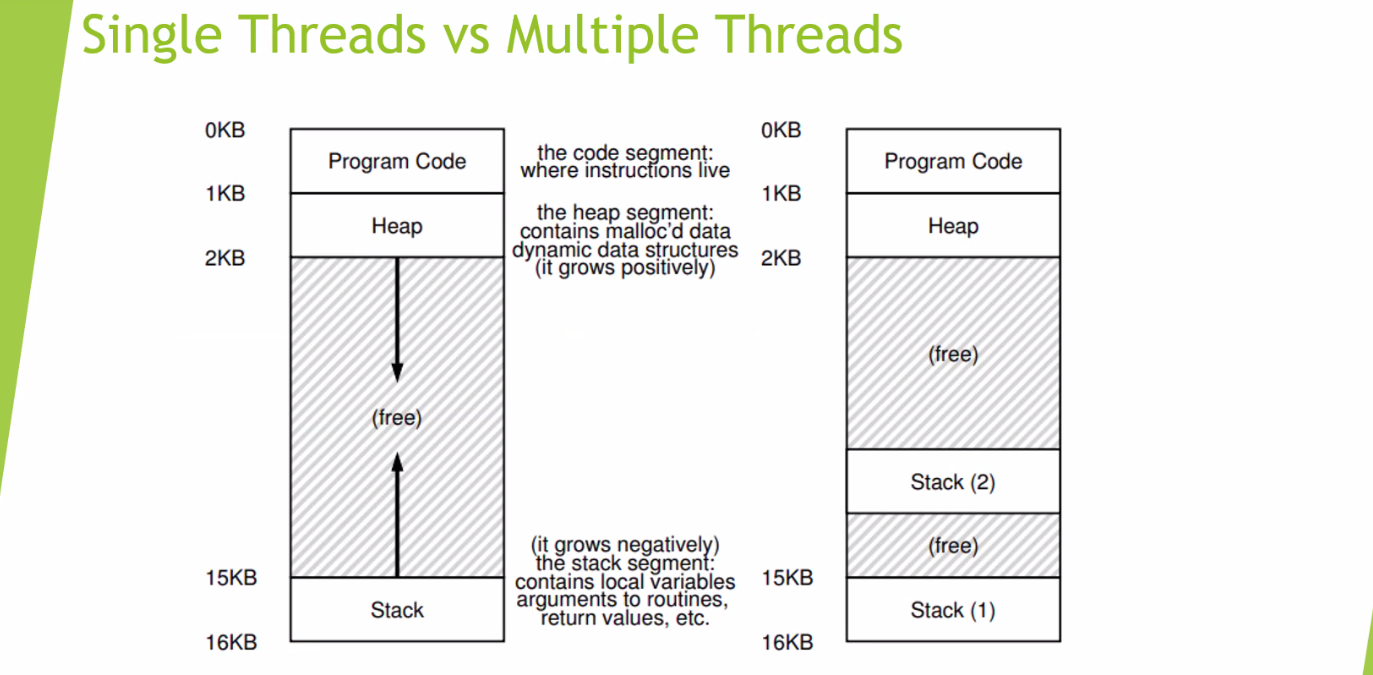 Single Threads vs Multiple Threads
0KB
Program Code
1KB
Heap
2KB
(free)
15KB
Stack
16KB
the code segment:
where instructions live
the heap segment:
contains malloc'd data
dynamic data structures
(it grows positively)
(it grows negatively)
the stack segment:
contains local variables
arguments to routines,
return values, etc.
0KB
Program Code
1KB
Heap
2KB
(free)
Stack (2)
(free)
15KB
Stack (1)
16KB